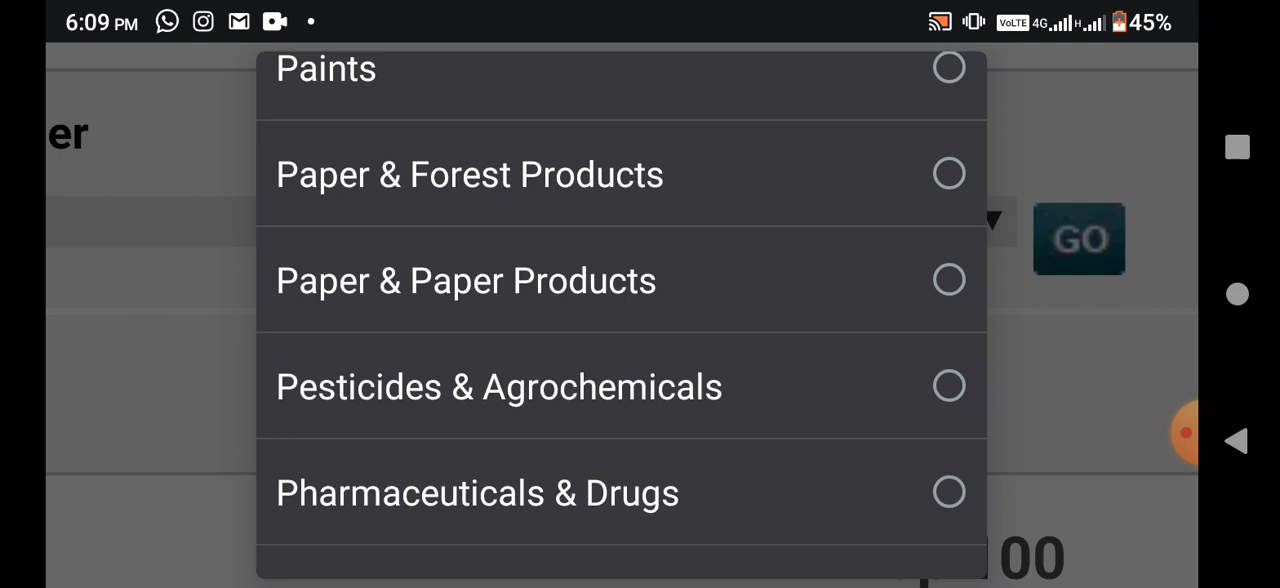 6:09 PM VoLTE 4G H 45%
Paints
er
Paper & Forest Products
GO
Paper & Paper Products
Pesticides & Agrochemicals
Pharmaceuticals & Drugs
00